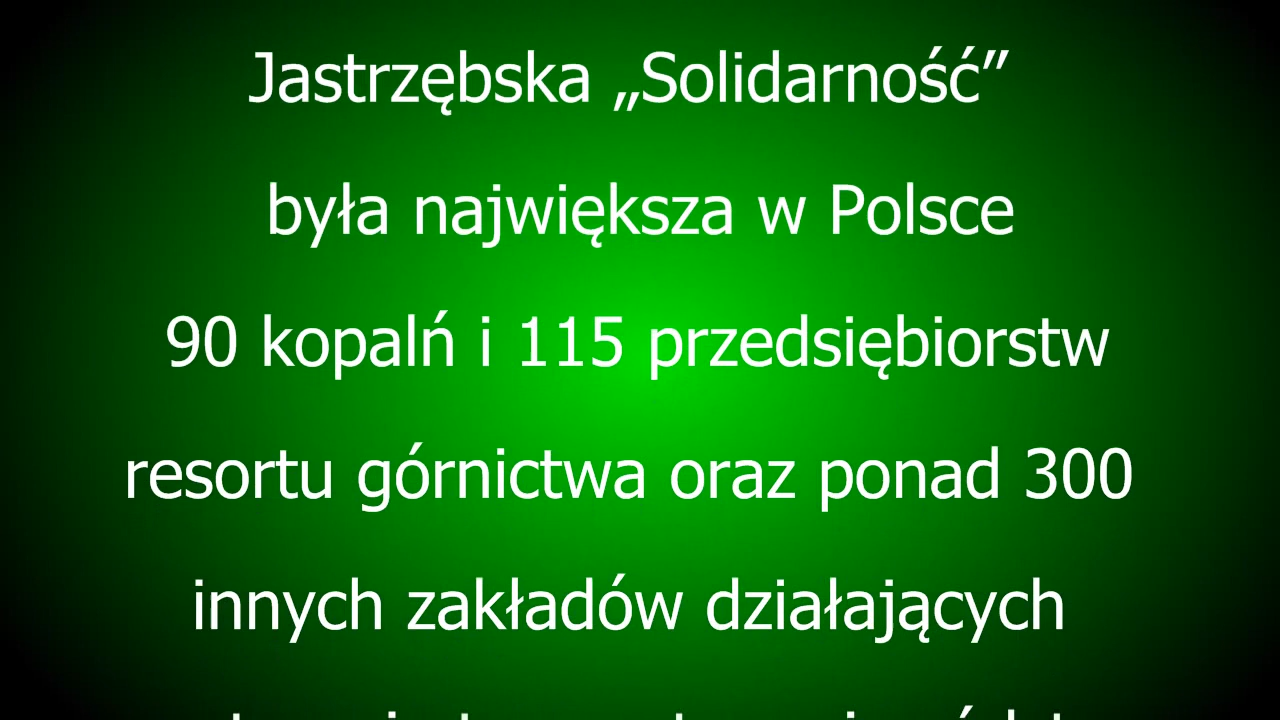 Jastrzębska „Solidarność”
była największa w Polsce
90 kopalń i 115 przedsiębiorstw
resortu górnictwa oraz ponad 300
innych zakładów działających